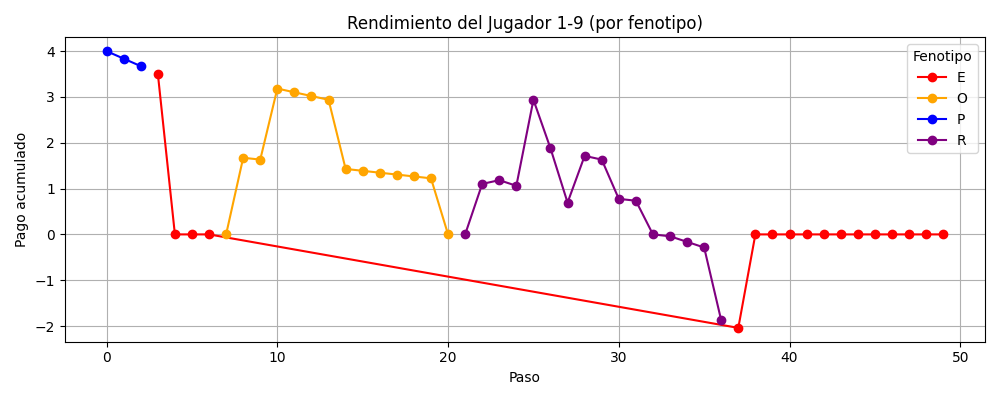 Rendimiento del Jugador 1-9 (por fenotipo)
Pago acumulado
4
3
2
1
0
−1
−2
Fenotipo
E
O
P
R
0
10
20
30
40
50
Paso